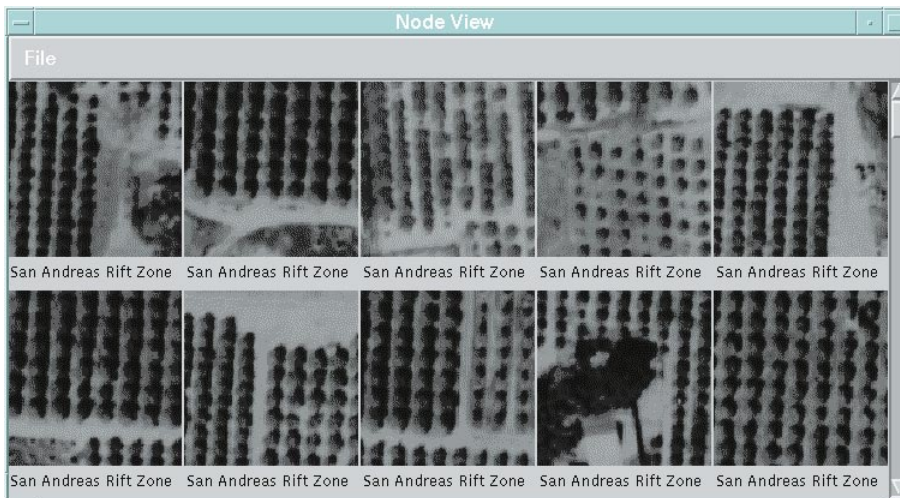 Node View
File
San Andreas Rift Zone San Andreas Rift Zone San Andreas Rift Zone San Andreas Rift Zone San Andreas Rift Zone
San Andreas Rift Zone San Andreas Rift Zone San Andreas Rift Zone San Andreas Rift Zone San Andreas Rift Zone